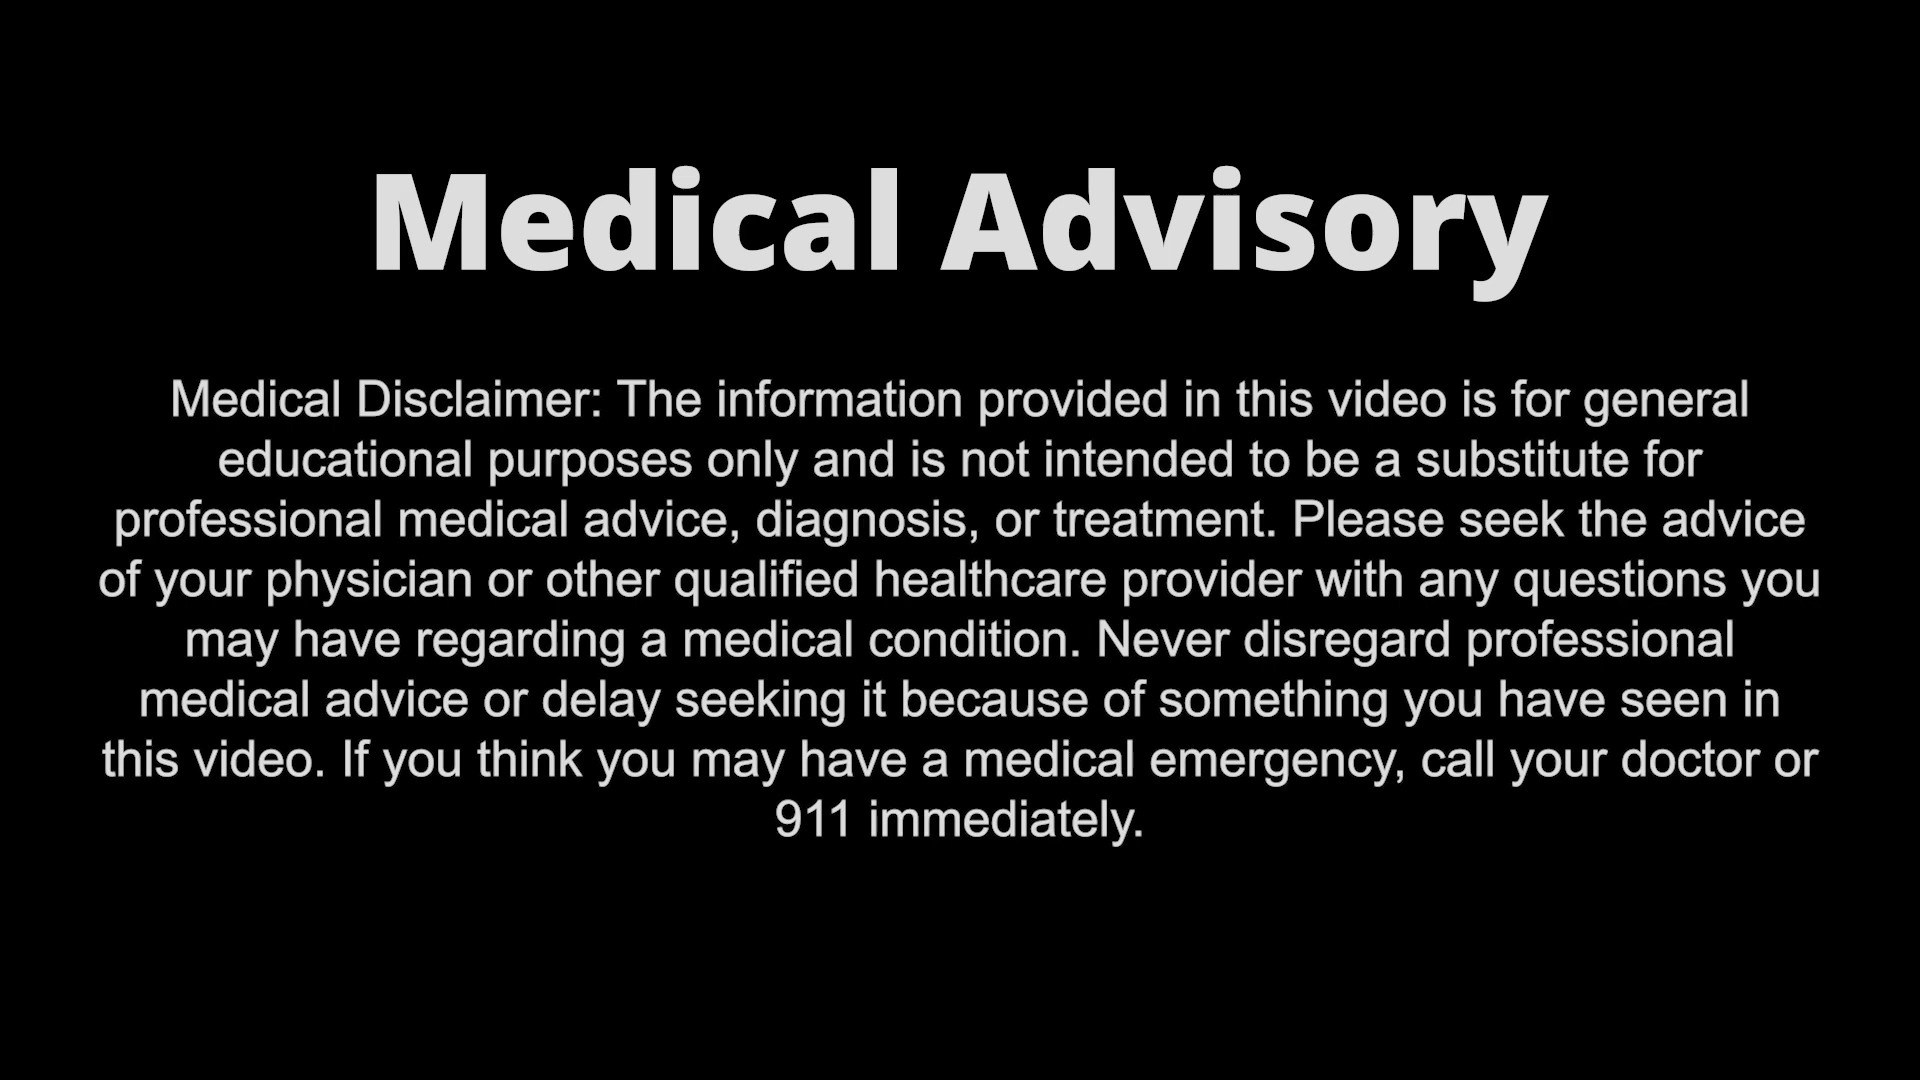 Medical Advisory
Medical Disclaimer: The information provided in this video is for general
educational purposes only and is not intended to be a substitute for
professional medical advice, diagnosis, or treatment. Please seek the advice
of your physician or other qualified healthcare provider with any questions you
may have regarding a medical condition. Never disregard professional
medical advice or delay seeking it because of something you have seen in
this video. If you think you may have a medical emergency, call your doctor or
911 immediately.